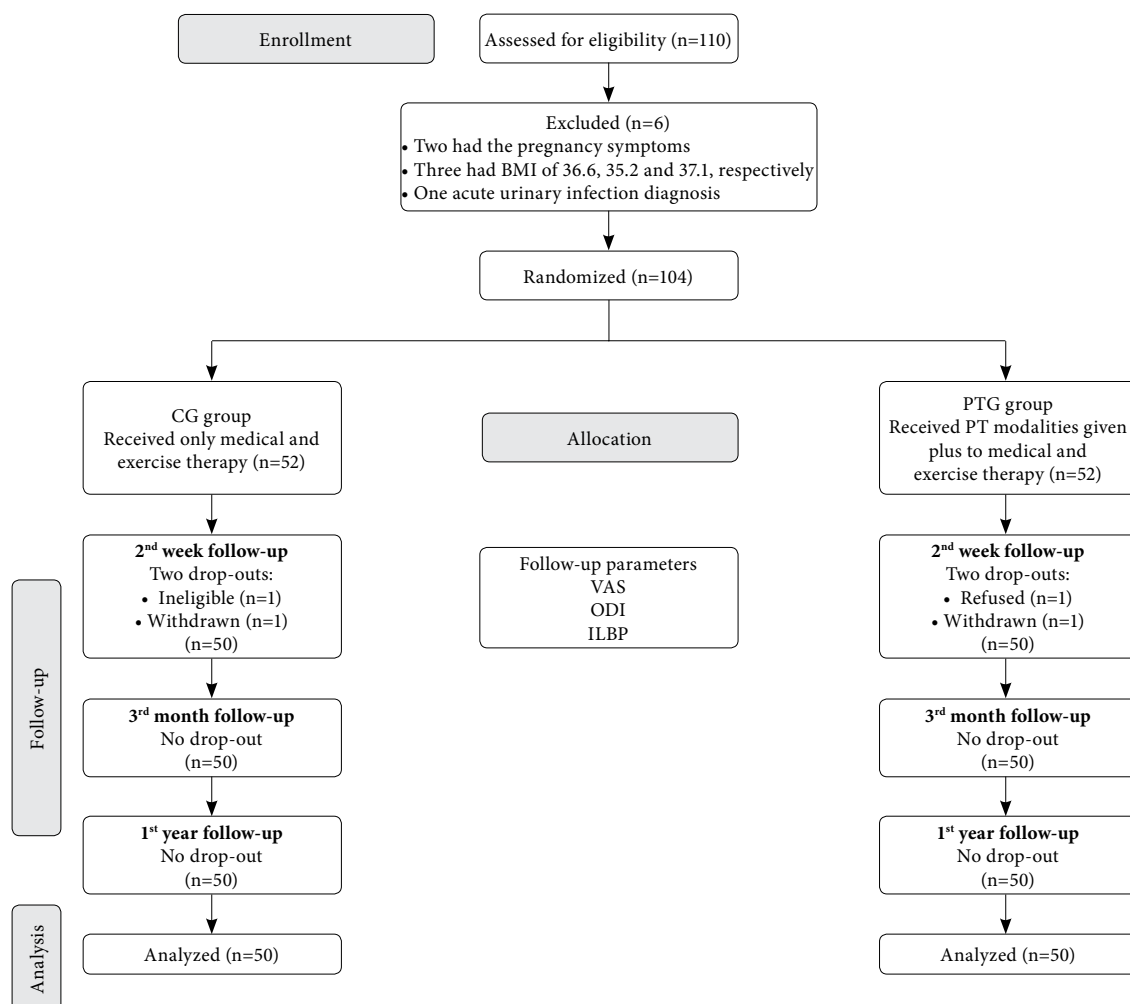 Enrollment
Assessed for eligibility (n=110)
Excluded (n=6)
• Two had the pregnancy symptoms
• Three had BMI of 36.6, 35.2 and 37.1, respectively
• One acute urinary infection diagnosis
Randomized (n=104)
CG group
Received only medical and
exercise therapy (n=52)
Allocation
PTG group
Received PT modalities given
plus to medical and
exercise therapy (n=52)
Follow-up
2nd week follow-up
Two drop-outs:
• Ineligible (n=1)
• Withdrawn (n=1)
(n=50)
Follow-up parameters
VAS
ODI
ILBP
2nd week follow-up
Two drop-outs:
• Refused (n=1)
• Withdrawn (n=1)
(n=50)
3rd month follow-up
No drop-out
(n=50)
3rd month follow-up
No drop-out
(n=50)
1st year follow-up
No drop-out
(n=50)
1st year follow-up
No drop-out
(n=50)
Analysis
Analyzed (n=50)
Analyzed (n=50)